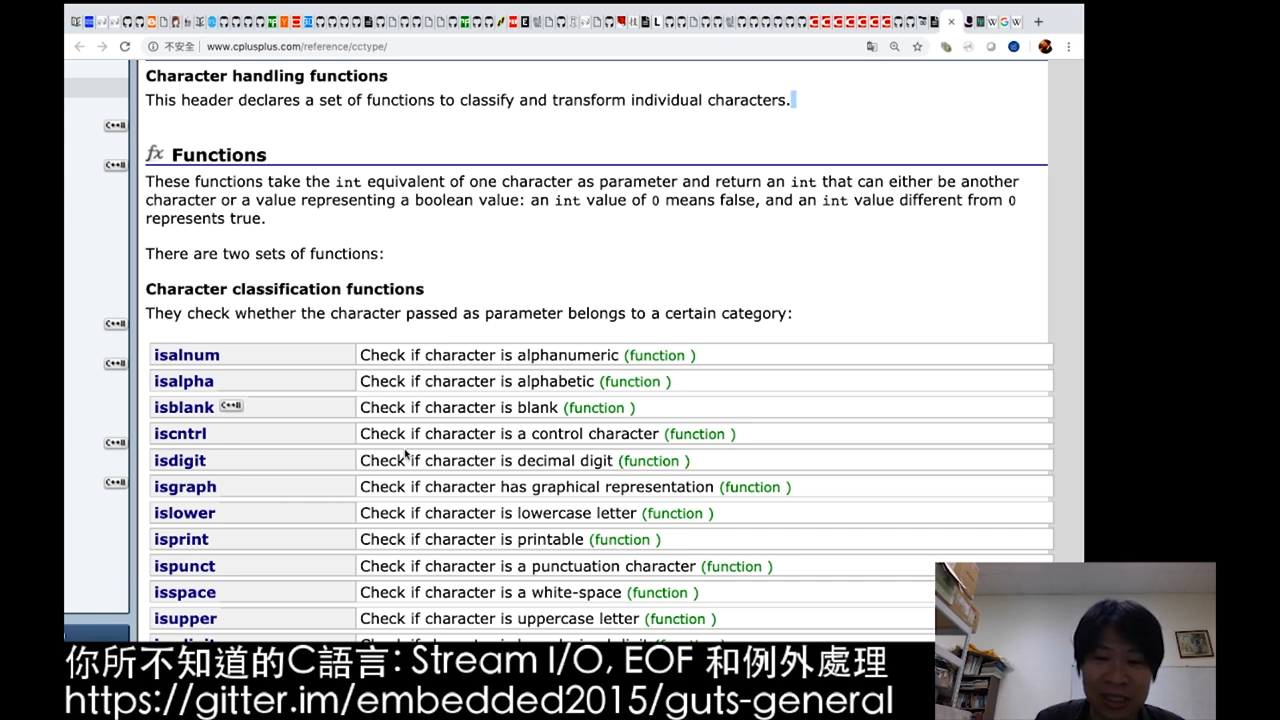 不安全
www.cplusplus.com/reference/cctype/
Character handling functions
This header declares a set of functions to classify and transform individual characters.
fx Functions
These functions take the int equivalent of one character as parameter and return an int that can either be another
character or a value representing a boolean value: an int value of 0 means false, and an int value different from 0
represents true.
There are two sets of functions:
Character classification functions
They check whether the character passed as parameter belongs to a certain category:
isalnum Check if character is alphanumeric (function )
isalpha Check if character is alphabetic (function )
isblank C++11 Check if character is blank (function )
iscntrl Check if character is a control character (function )
isdigit Check if character is decimal digit (function )
isgraph Check if character has graphical representation (function )
islower Check if character is lowercase letter (function )
isprint Check if character is printable (function )
ispunct Check if character is a punctuation character (function )
isspace Check if character is a white-space (function )
isupper Check if character is uppercase letter (function )
你所不知道的C語言: Stream I/O, EOF 和例外處理
https://gitter.im/embedded2015/guts-general